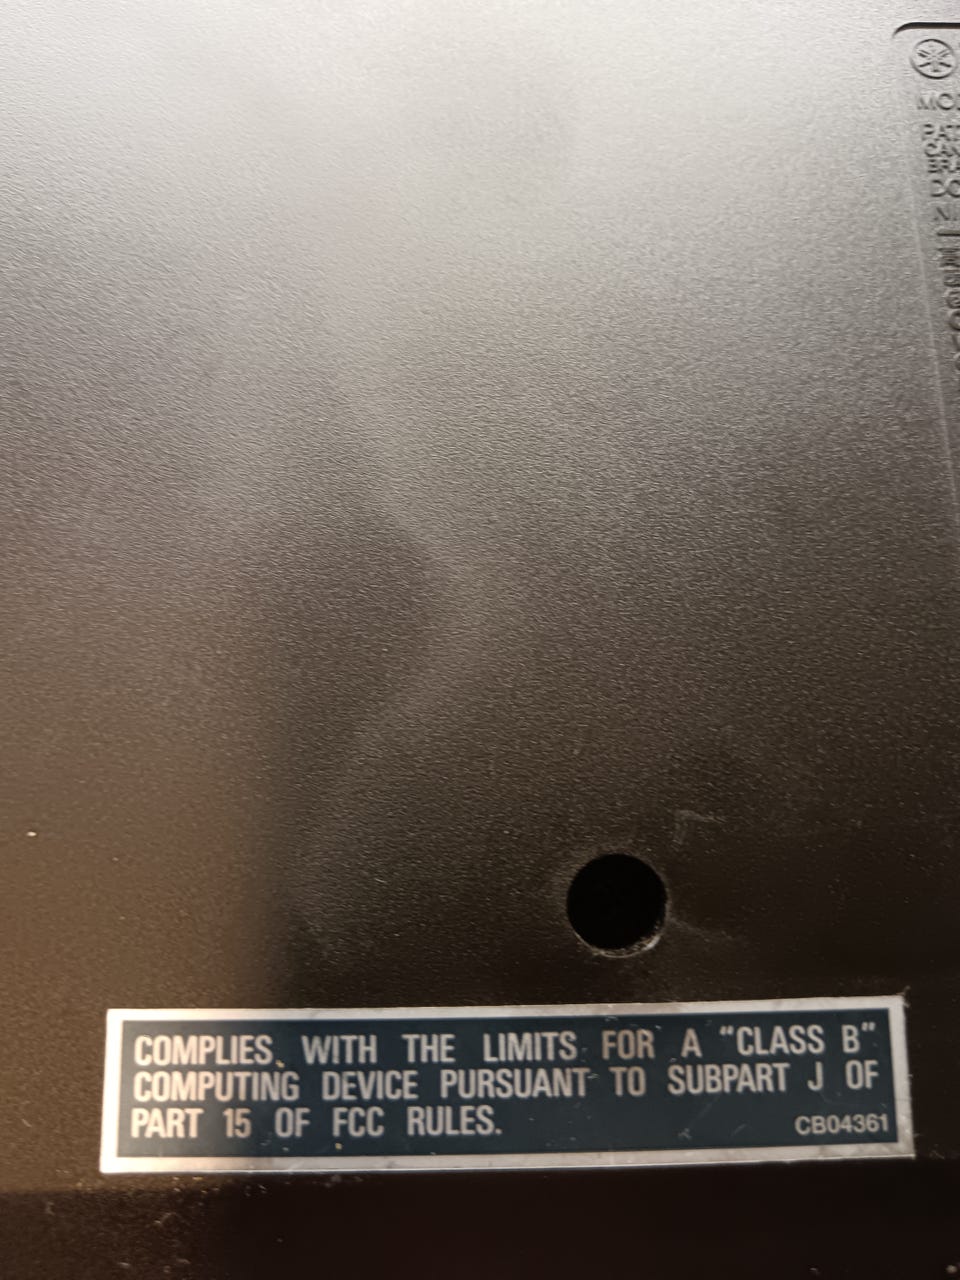 COMPLIES WITH THE LIMITS FOR A “CLASS B”
COMPUTING DEVICE PURSUANT TO SUBPART J OF
PART 15 OF FCC RULES.
CB04361